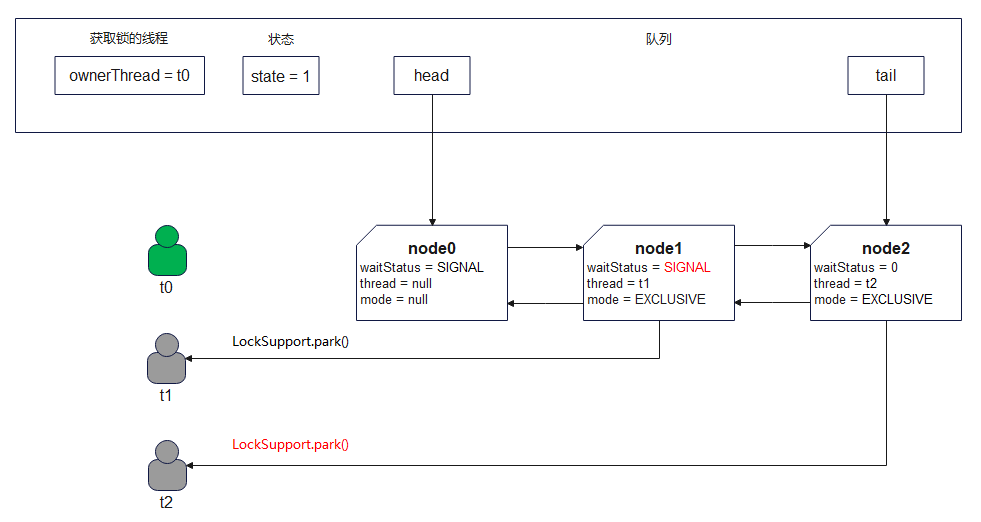 获取锁的线程
状态
队列
ownerThread = t0
state = 1
head
tail
node0
waitStatus = SIGNAL
thread = null
mode = null
node1
waitStatus = SIGNAL
thread = t1
mode = EXCLUSIVE
node2
waitStatus = 0
thread = t2
mode = EXCLUSIVE
t0
LockSupport.park()
t1
LockSupport.park()
t2